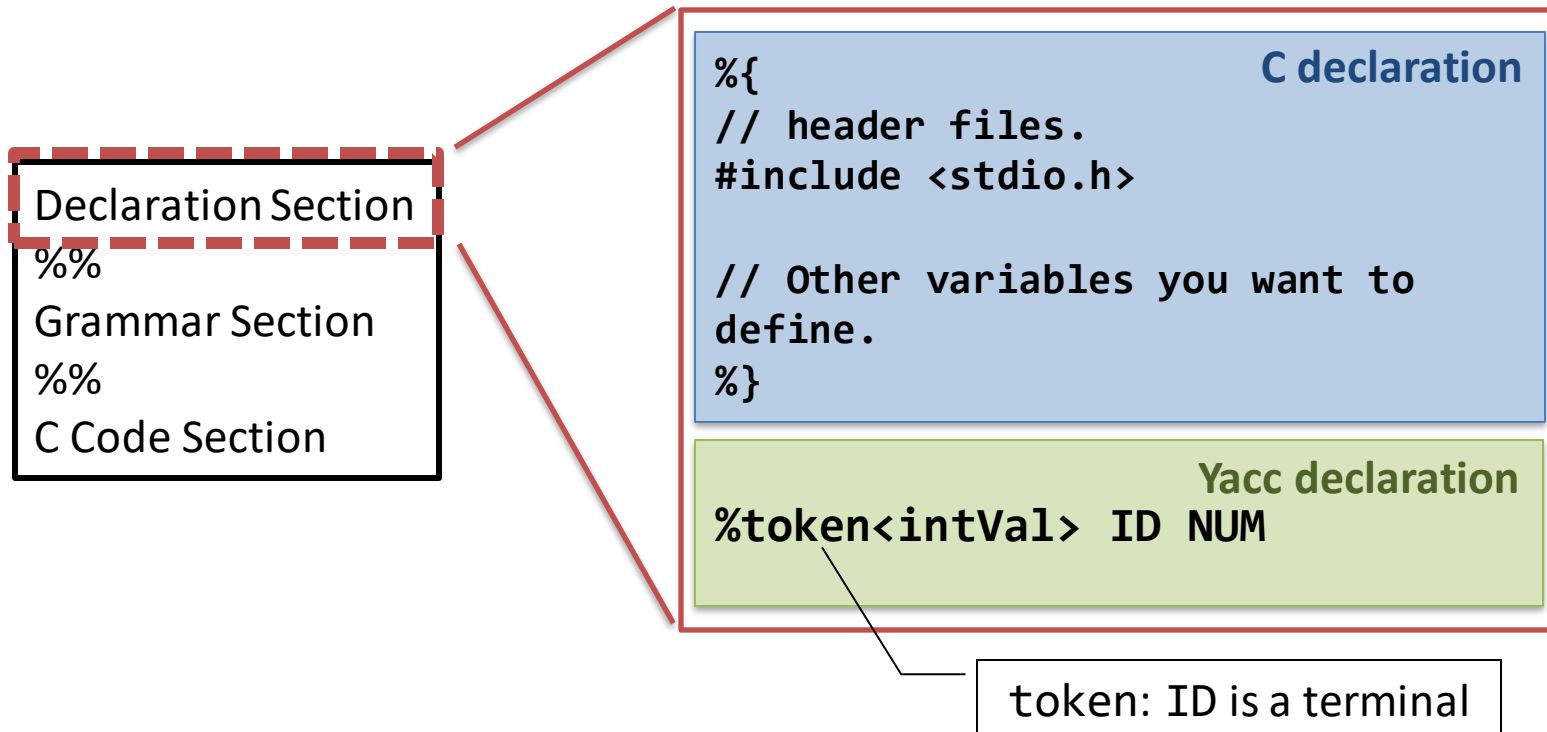 Declaration Section
%%
Grammar Section
%%
C Code Section
C declaration
%{
// header files.
#include <stdio.h>
// Other variables you want to
define.
%}
Yacc declaration
%token<intVal> ID NUM
token: ID is a terminal